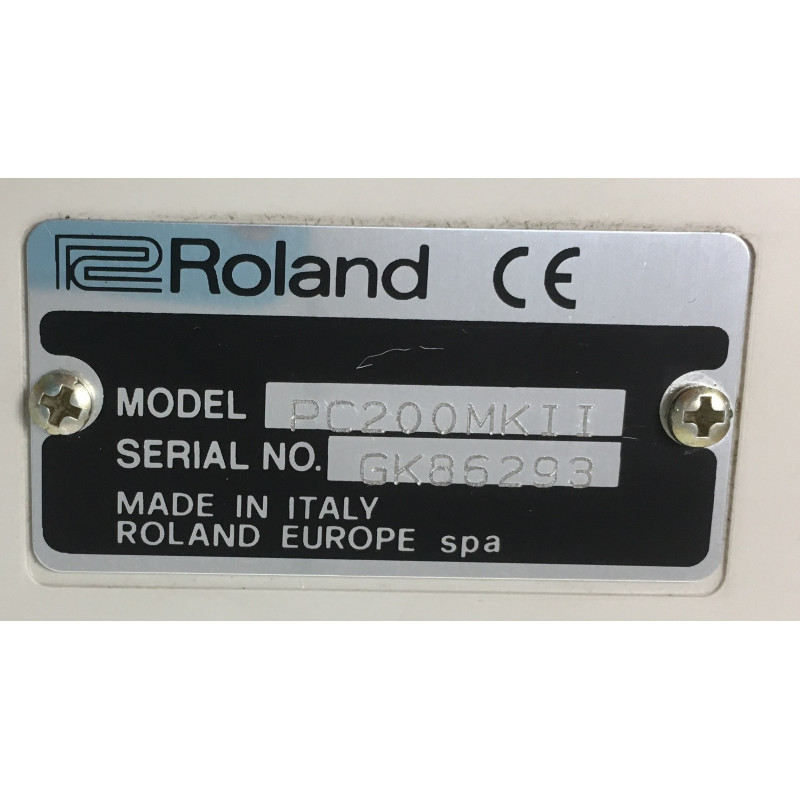 Roland CE
MODEL PC200MKII
SERIAL NO. GK86293
MADE IN ITALY
ROLAND EUROPE spa